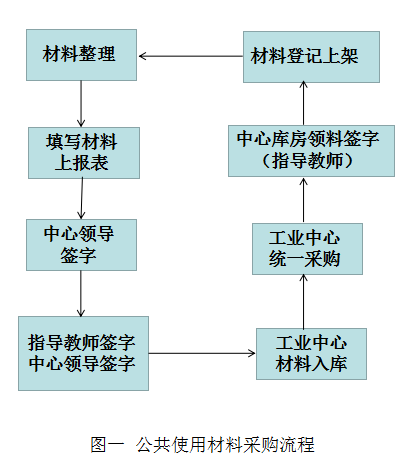 材料整理
材料登记上架
填写材料
上报表
中心库房领料签字
（指导教师）
中心领导
签字
工业中心
统一采购
指导教师签字
中心领导签字
工业中心
材料入库
图一 公共使用材料采购流程